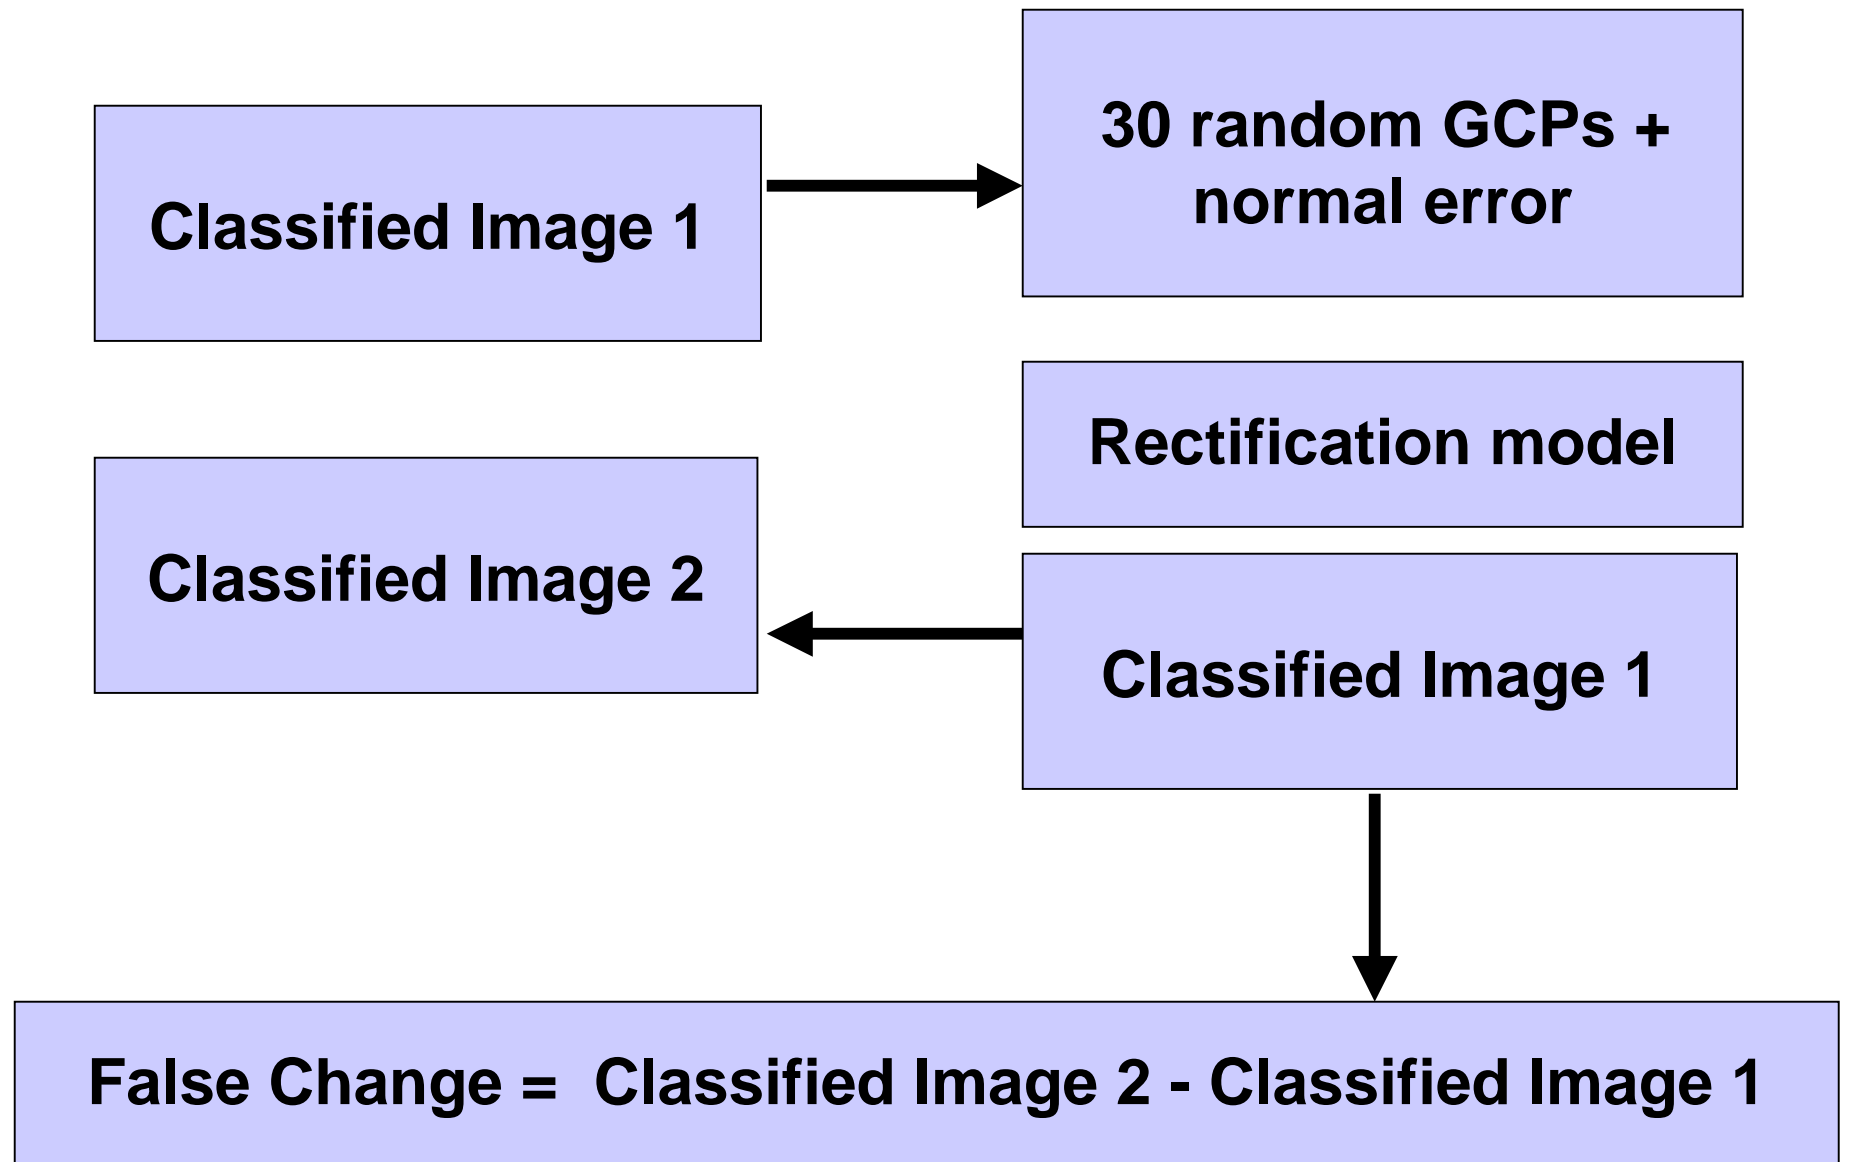 Classified Image 1
30 random GCPs +
normal error
Rectification model
Classified Image 2
Classified Image 1
False Change = Classified Image 2 - Classified Image 1